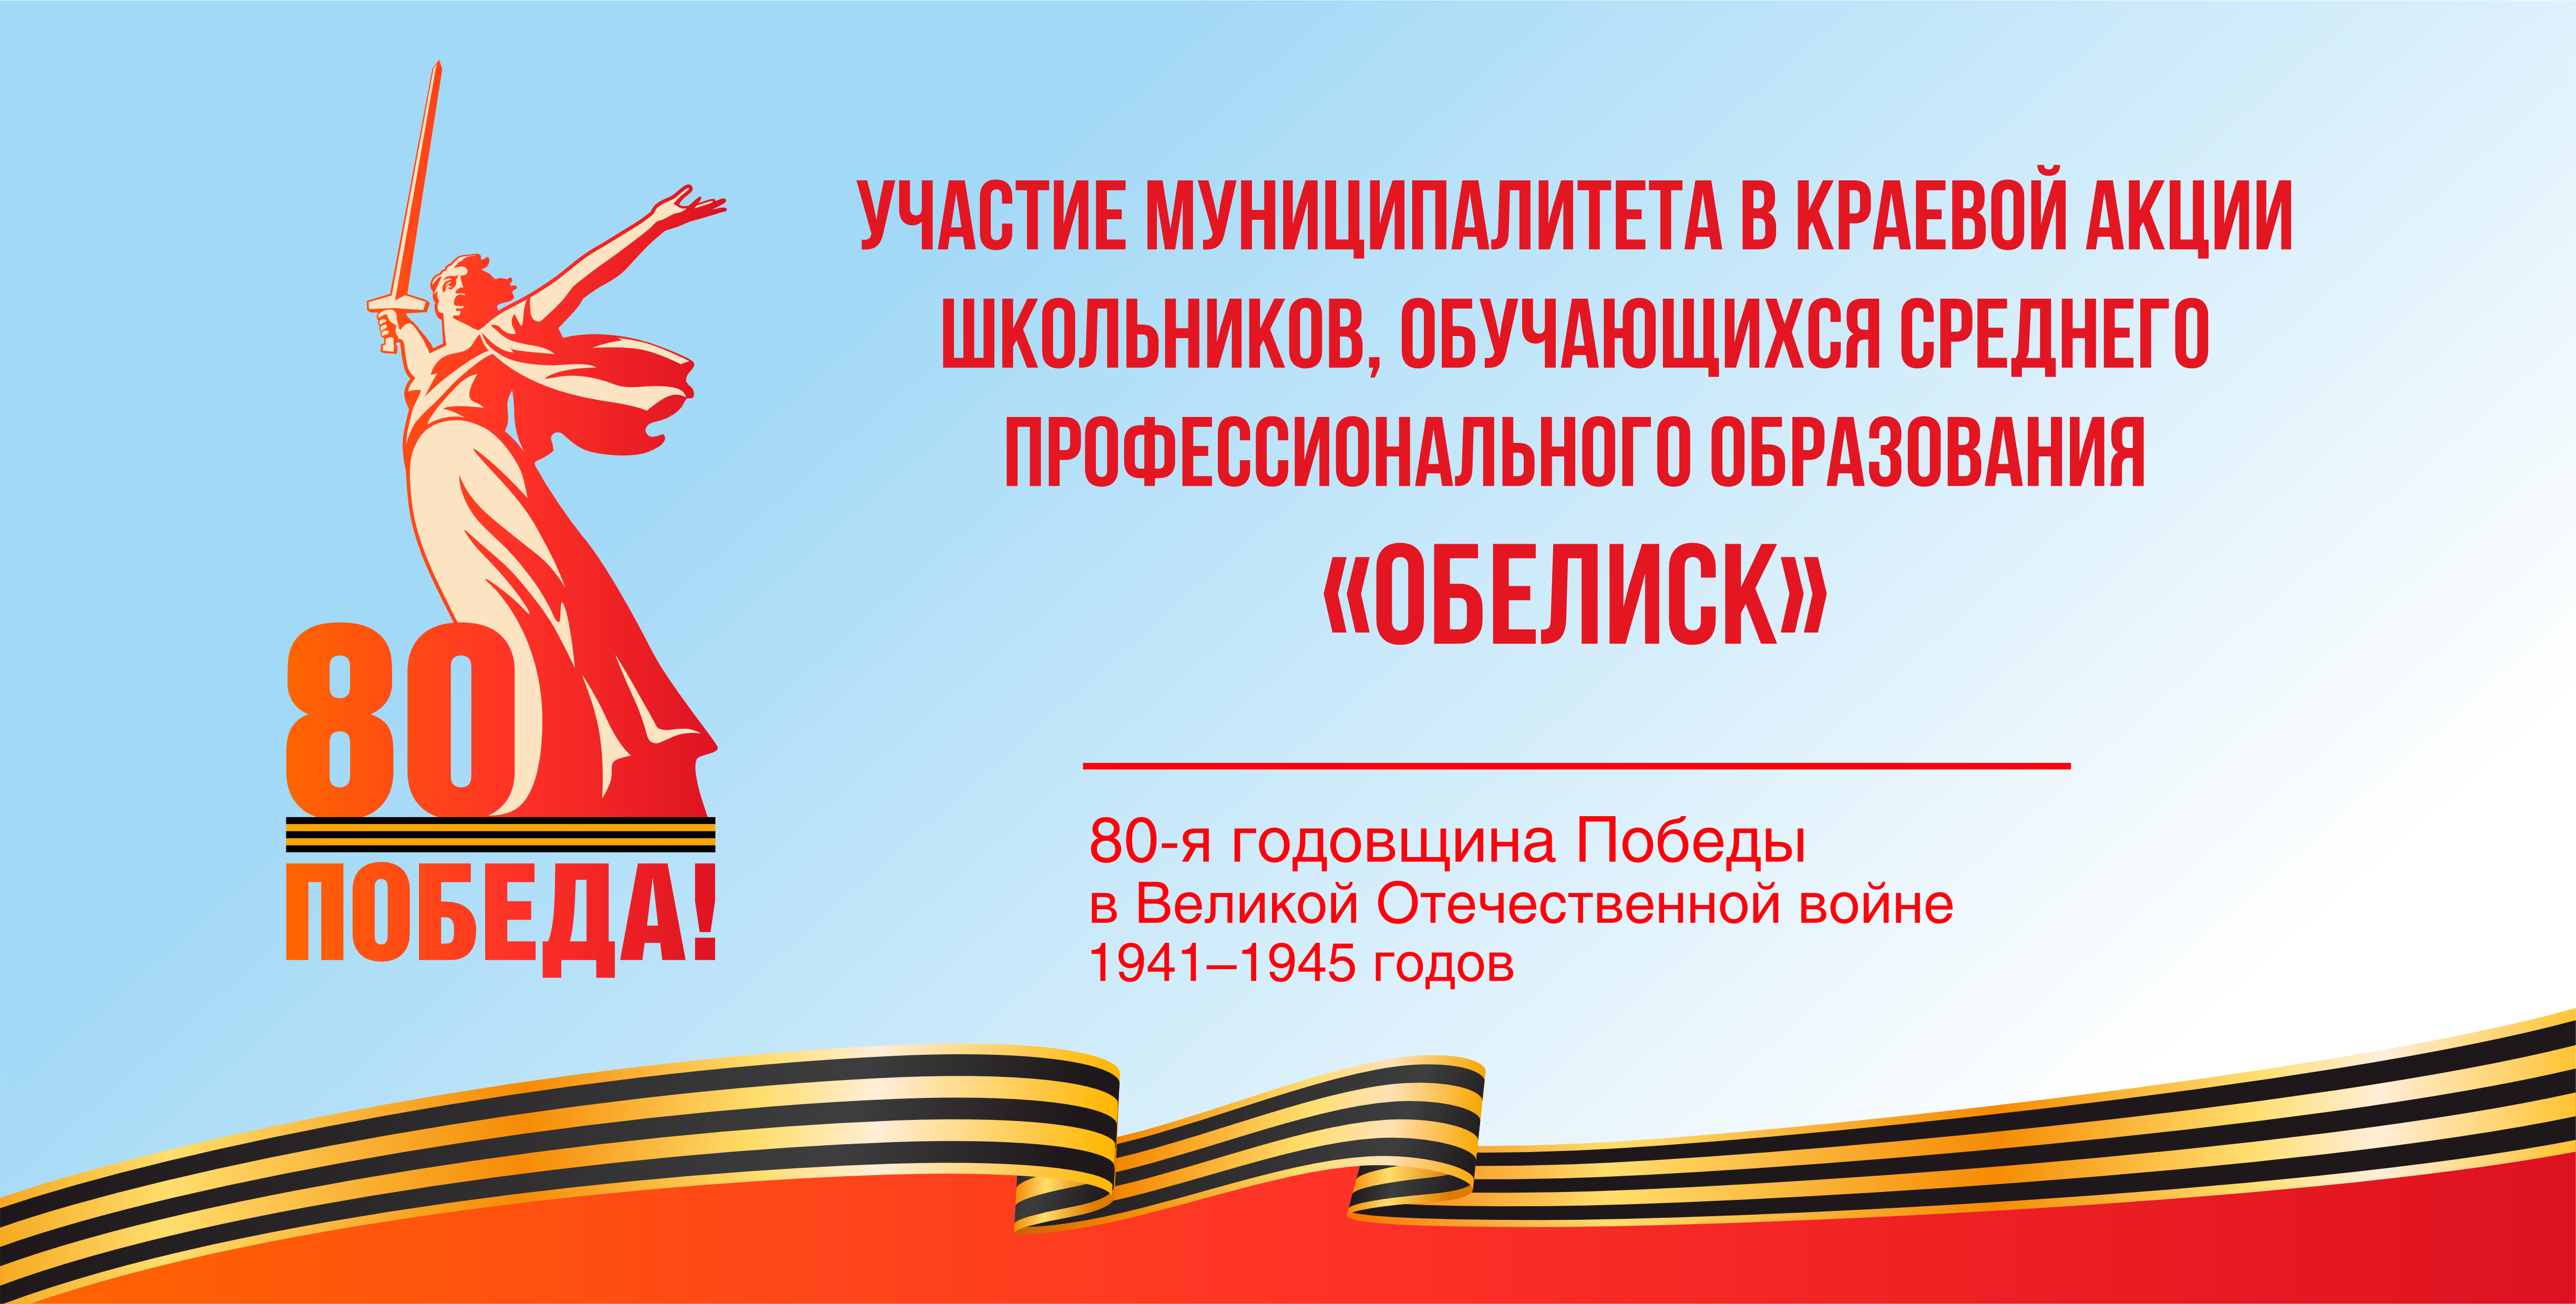 УЧАСТИЕ МУНИЦИПАЛИТЕТА В КРАЕВОЙ АКЦИИ
ШКОЛЬНИКОВ, ОБУЧАЮЩИХСЯ СРЕДНЕГО
ПРОФЕССИОНАЛЬНОГО ОБРАЗОВАНИЯ
«ОБЕЛИСК»
80
ПОБЕДА!
80-я годовщина Победы
в Великой Отечественной войне
1941–1945 годов